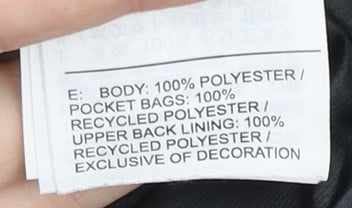 E: BODY: 100% POLYESTER /
POCKET BAGS: 100%
RECYCLED POLYESTER /
UPPER BACK LINING: 100%
RECYCLED POLYESTER /
EXCLUSIVE OF DECORATION